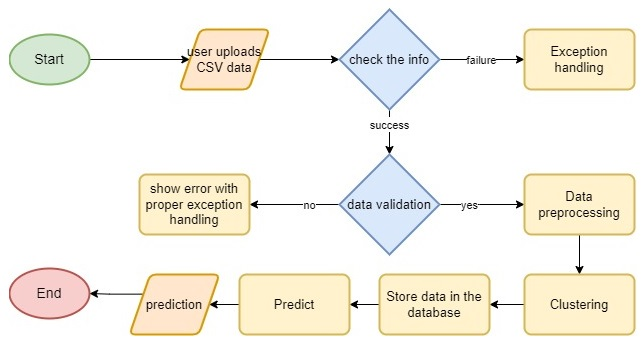 Start
user uploads
CSV data
check the info
failure
Exception
handling
success
show error with
proper exception
handling
no
data validation
yes
Data
preprocessing
End
prediction
Predict
Store data in the
database
Clustering